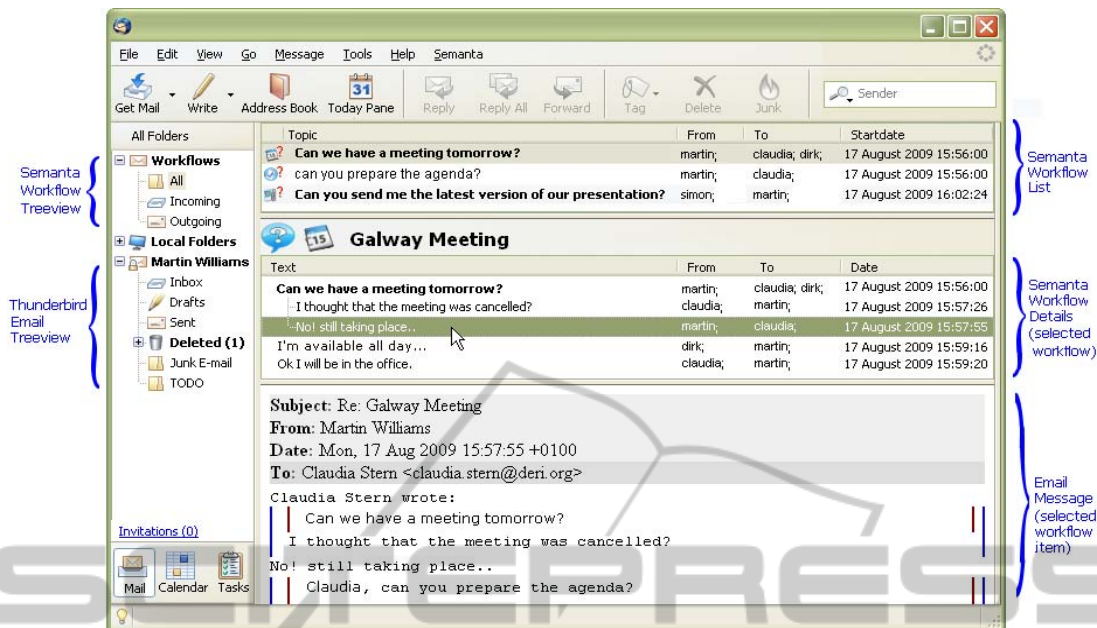 File Edit View Go Message Tools Help Semanta
Get Mail Write Address Book Today Pane Reply Reply All Forward Tag Delete Junk Sender
31
All Folders
Workflows
All
Incoming
Outgoing
Local Folders
Martin Williams
Inbox
Drafts
Sent
Deleted (1)
Junk E-mail
TODO
Invitations (0)
Mail Calendar Tasks
Semanta
Workflow
Treeview
Thunderbird
Email
Treeview
Topic From To Startdate
Can we have a meeting tomorrow? martin; claudia; dirk; 17 August 2009 15:56:00
can you prepare the agenda? martin; claudia; 17 August 2009 15:56:00
Can you send me the latest version of our presentation? simon; martin; 17 August 2009 16:02:24
15 Galway Meeting
Text From To Date
Can we have a meeting tomorrow? martin; claudia; dirk; 17 August 2009 15:56:00
I thought that the meeting was cancelled? claudia; martin; 17 August 2009 15:57:26
No! still taking place.. martin; claudia; 17 August 2009 15:57:55
I'm available all day... dirk; martin; 17 August 2009 15:59:16
Ok I will be in the office. claudia; martin; 17 August 2009 15:59:20
Subject: Re: Galway Meeting
From: Martin Williams
Date: Mon, 17 Aug 2009 15:57:55 +0100
To: Claudia Stern <claudia.stern@deri.org>
Claudia Stern wrote:
Can we have a meeting tomorrow?
I thought that the meeting was cancelled?
No! still taking place..
Claudia, can you prepare the agenda?
Semanta
Workflow
List
Semanta
Workflow
Details
(selected
workflow)
Email
Message
(selected
workflow
item)
SCITEPRESS